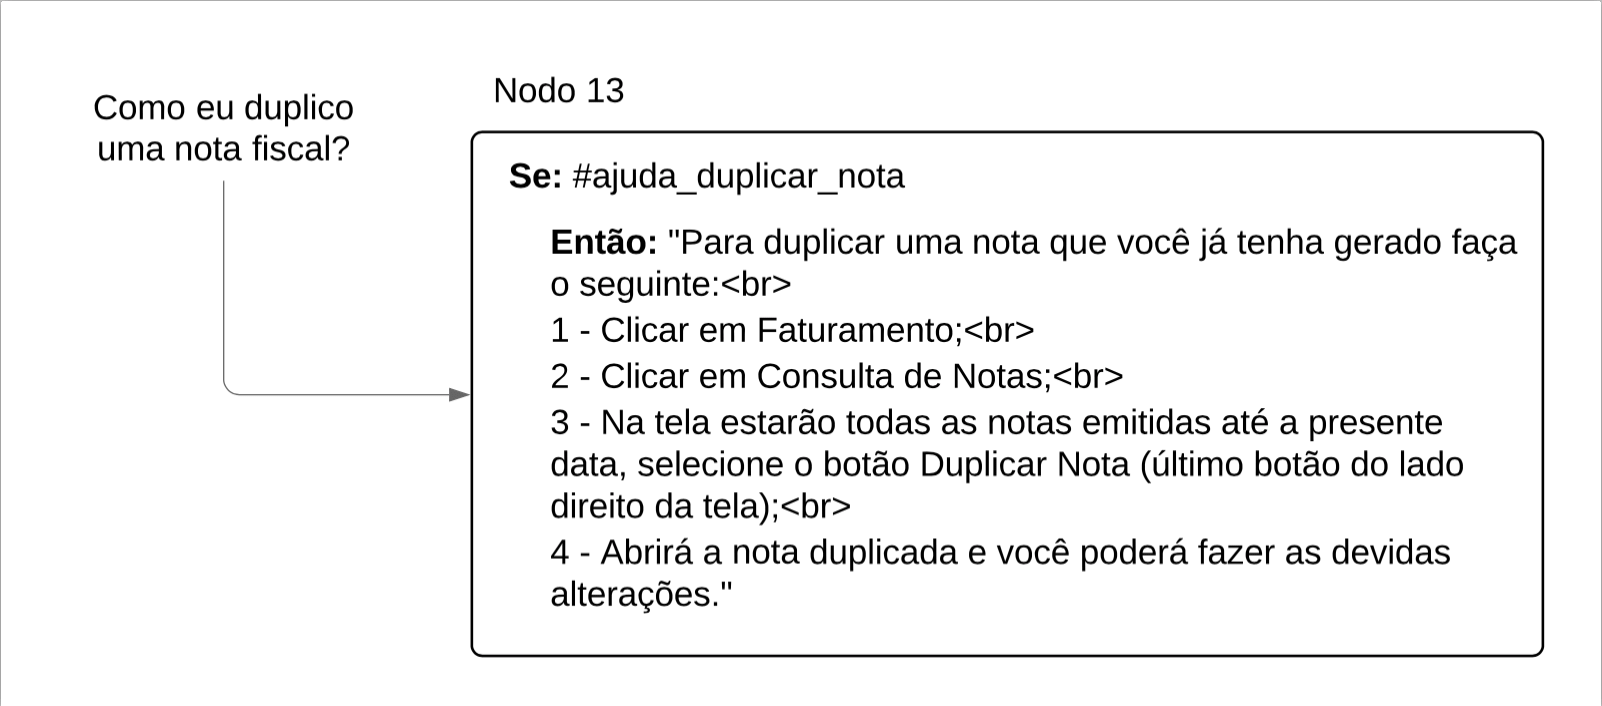 Como eu duplico
uma nota fiscal?
Nodo 13
Se: #ajuda_duplicar_nota
Então: "Para duplicar uma nota que você já tenha gerado faça
o seguinte:<br>
1 - Clicar em Faturamento;<br>
2 - Clicar em Consulta de Notas;<br>
3 - Na tela estarão todas as notas emitidas até a presente
data, selecione o botão Duplicar Nota (último botão do lado
direito da tela);<br>
4 - Abrirá a nota duplicada e você poderá fazer as devidas
alterações."